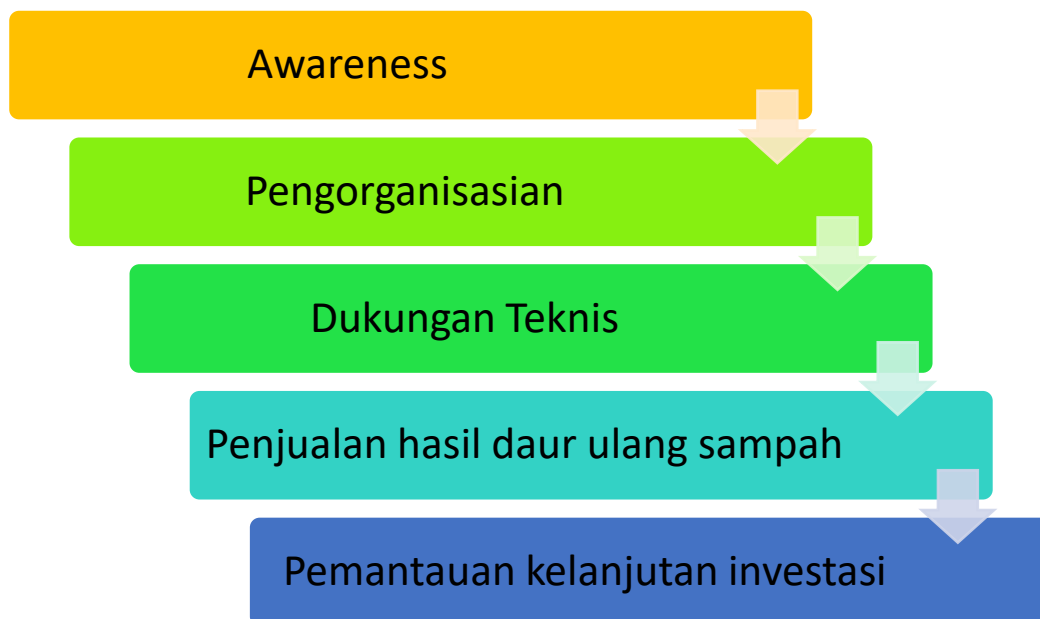 Awareness
Pengorganisasian
Dukungan Teknis
Penjualan hasil daur ulang sampah
Pemantauan kelanjutan investasi